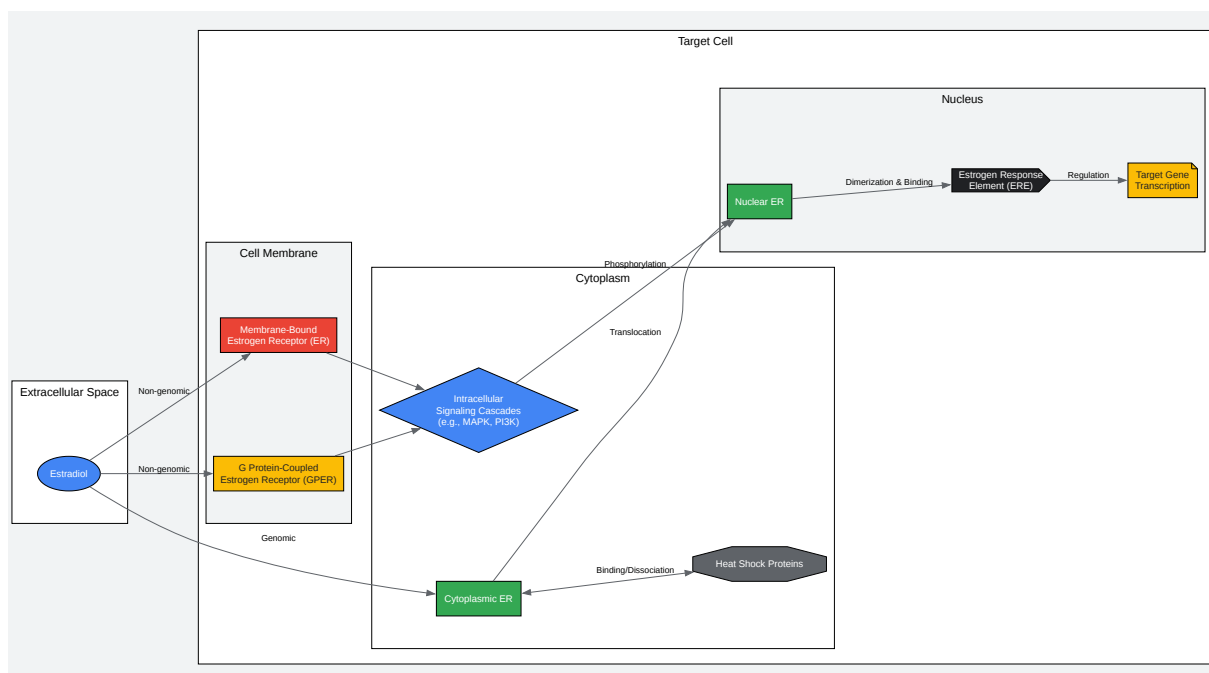 Target Cell
Nucleus
Estrogen Response
Element (ERE)
Target Gene
Transcription
Dimerization & Binding
Regulation
Nuclear ER
Cell Membrane
Phosphorylation
Cytoplasm
Membrane-Bound
Estrogen Receptor (ER)
Translocation
Extracellular Space
Non-genomic
Intracellular
Signaling Cascades
(e.g., MAPK, PI3K)
Estradiol
Non-genomic
G Protein-Coupled
Estrogen Receptor (GPER)
Genomic
Heat Shock Proteins
Binding/Dissociation
Cytoplasmic ER